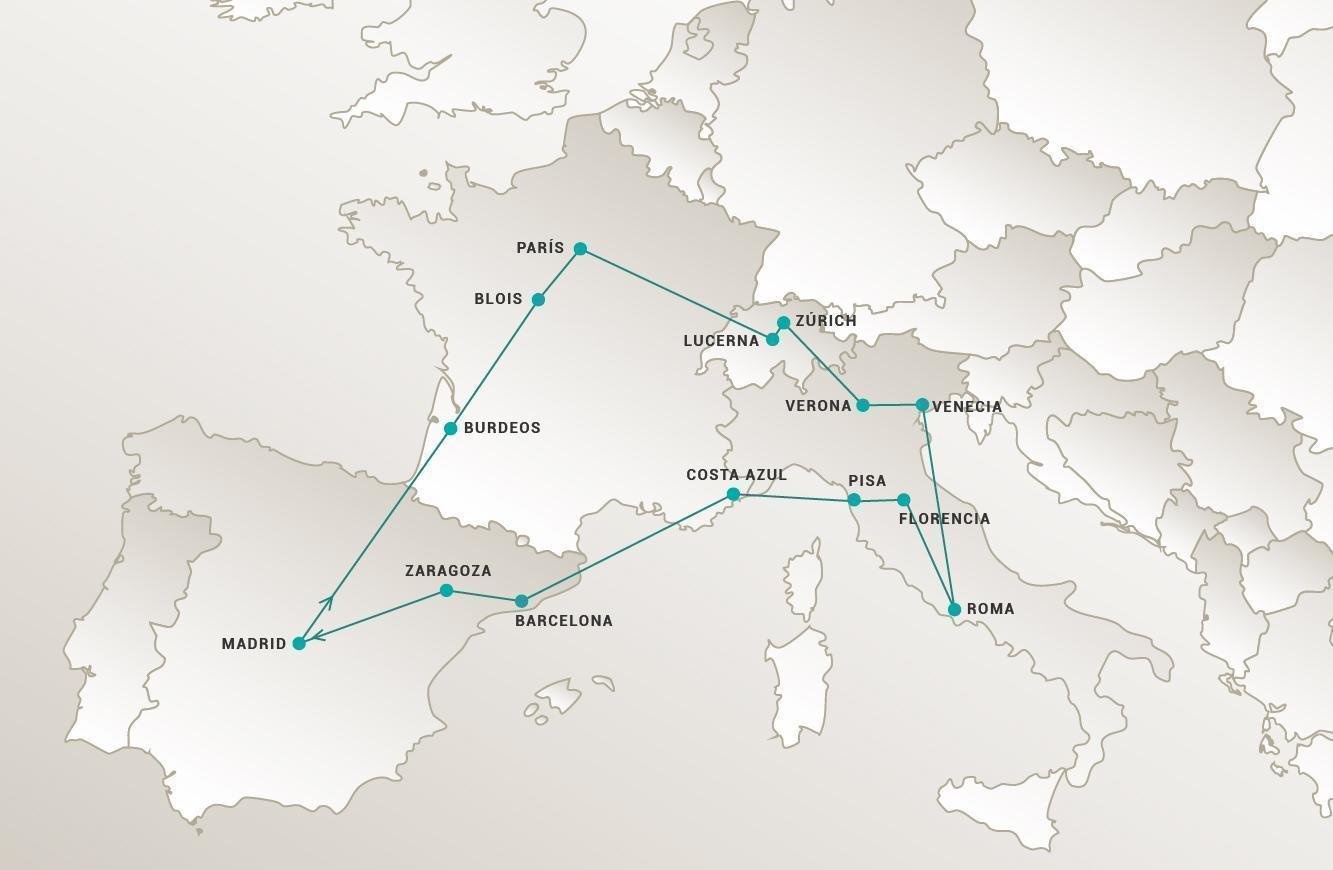 PARÍS
BLOIS
ZÚRICH
LUCERNA
VERONA
VENECIA
BURDEOS
COSTA AZUL
PISA
FLORENCIA
ZARAGOZA
BARCELONA
ROMA
MADRID